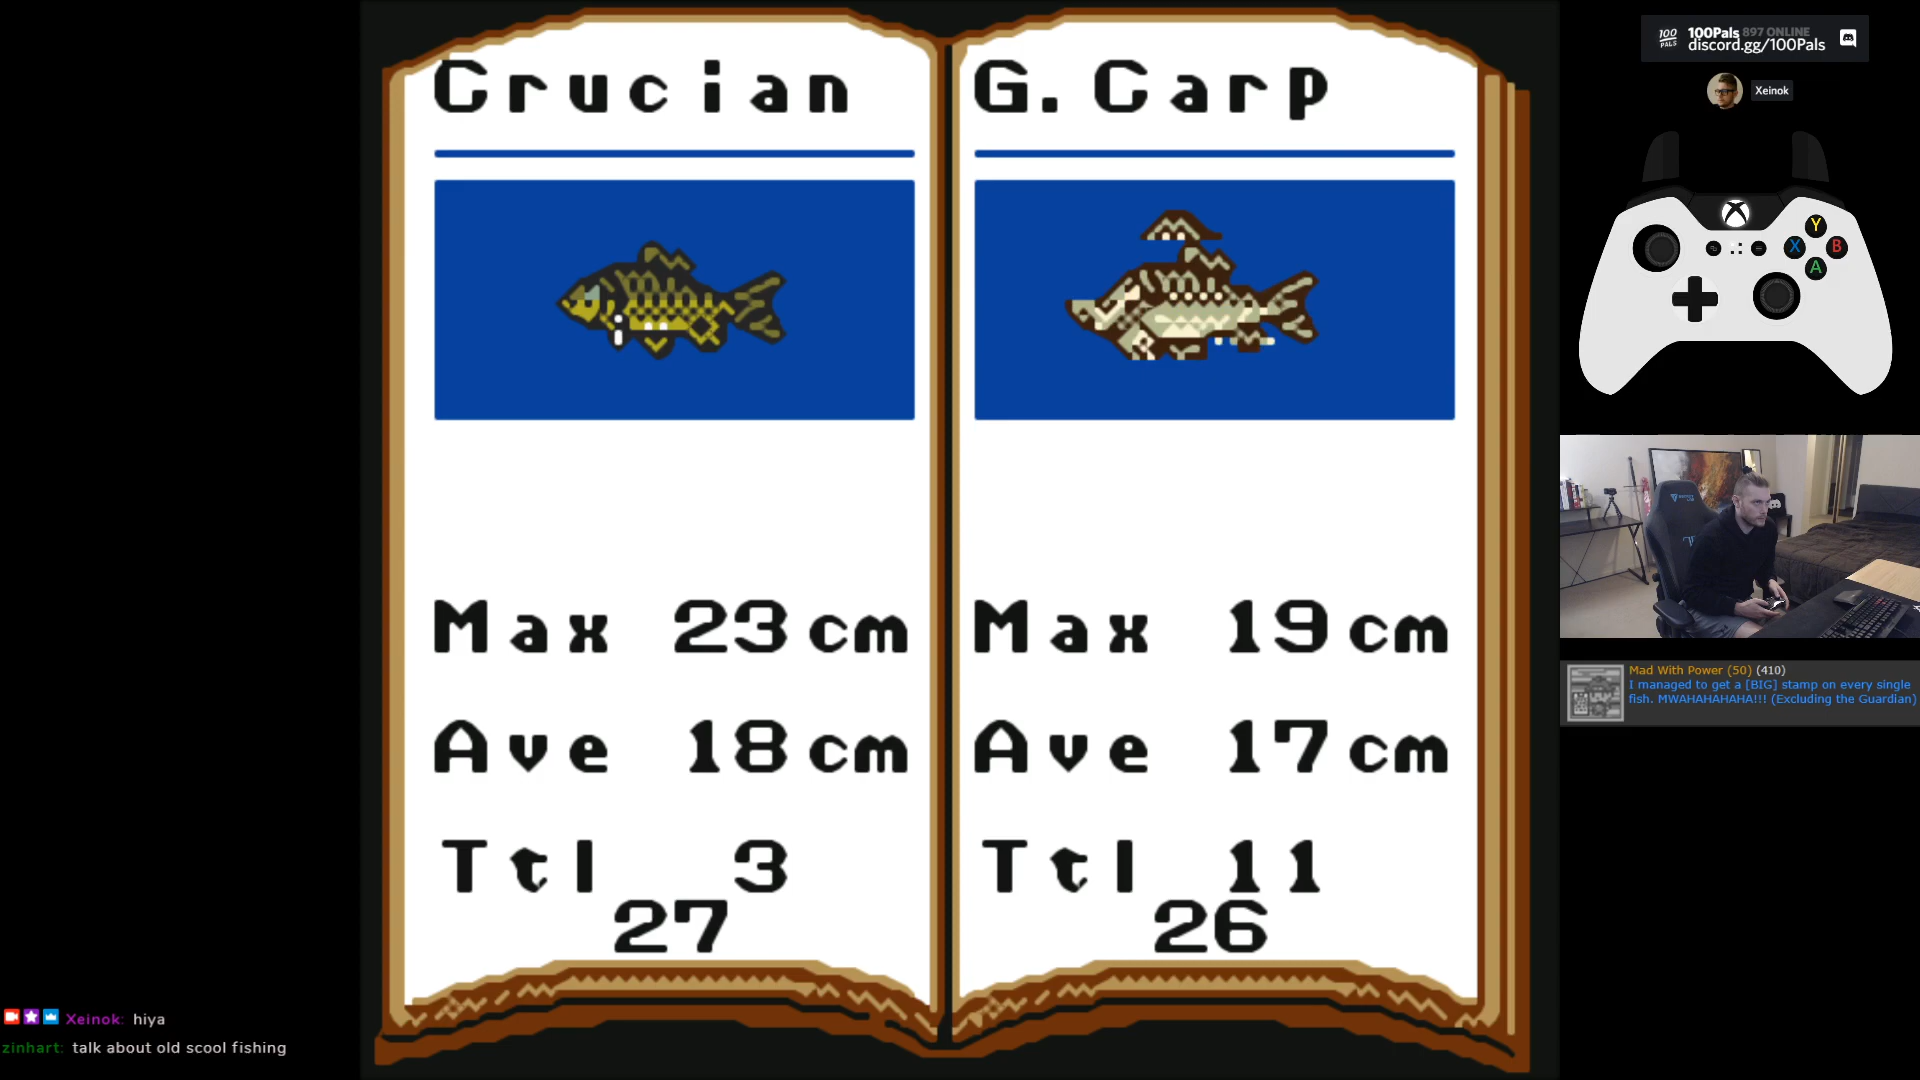 Crucian
G. Carp
Max 23cm
Ave 18cm
Ttl 3
27
Max 19cm
Ave 17cm
Ttl 11
26
100 PALS
100Pals 897 ONLINE
discord.gg/100Pals
Xeinok
Y
X
B
A
Mad With Power (50) (410)
I managed to get a [BIG] stamp on every single
fish. MWAHAHAHAHA!!! (Excluding the Guardian)
Xeinok: hiya
zinhart: talk about old scool fishing